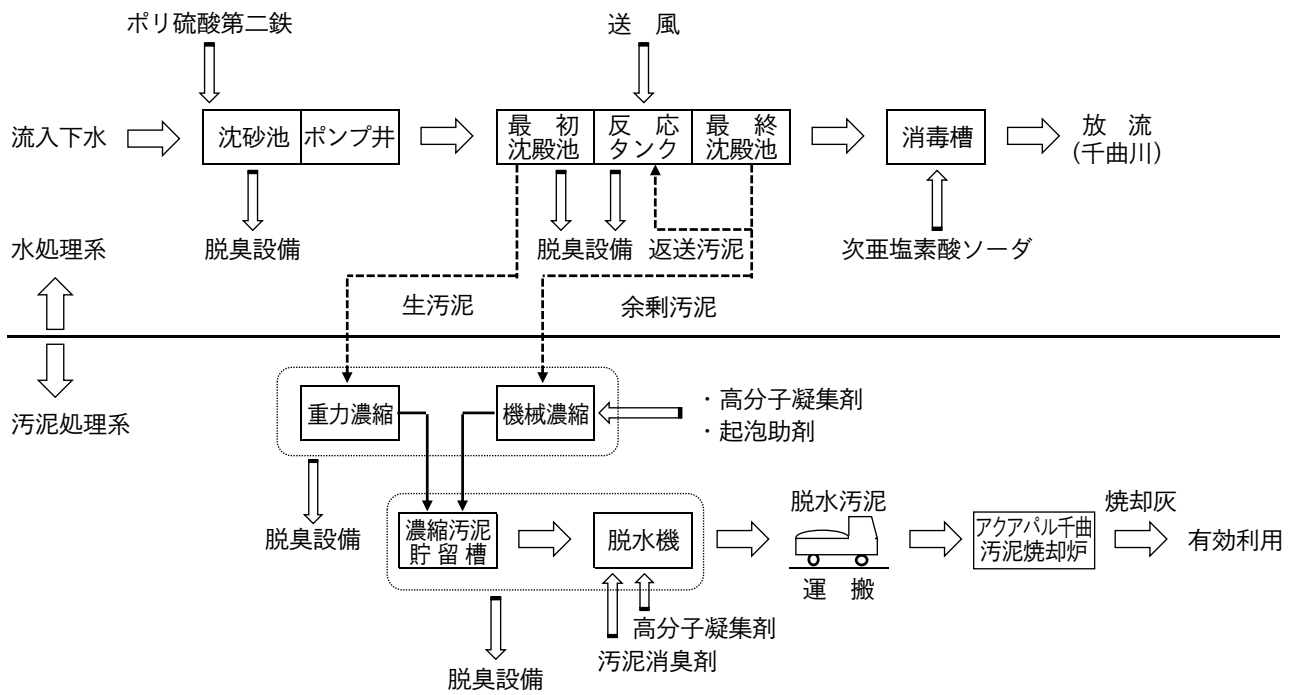 ポリ硫酸第二鉄
送　風
流入下水
沈砂池
ポンプ井
最　初
沈殿池
反　応
タンク
最　終
沈殿池
消毒槽
放　流
(千曲川)
脱臭設備
脱臭設備
返送汚泥
次亜塩素酸ソーダ
水処理系
生汚泥
余剰汚泥
汚泥処理系
重力濃縮
機械濃縮
・高分子凝集剤
・起泡助剤
脱臭設備
濃縮汚泥
貯 留 槽
脱水機
脱水汚泥
運　搬
アクアパル千曲
汚泥焼却炉
焼却灰
有効利用
高分子凝集剤
汚泥消臭剤
脱臭設備